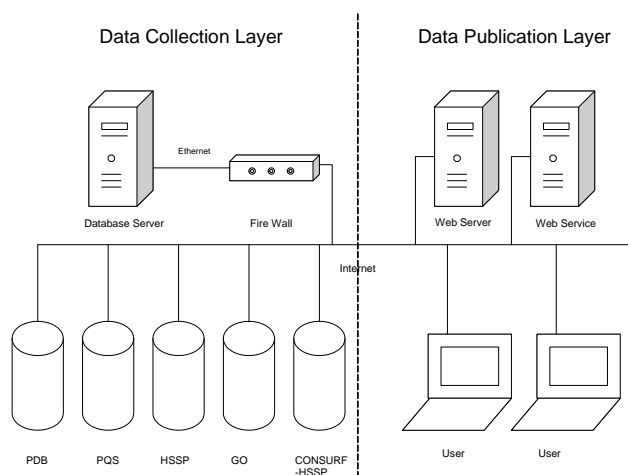 Data Collection Layer
Data Publication Layer
Ethernet
Database Server
Fire Wall
Web Server
Web Service
Internet
PDB
PQS
HSSP
GO
CONSURF
-HSSP
User
User